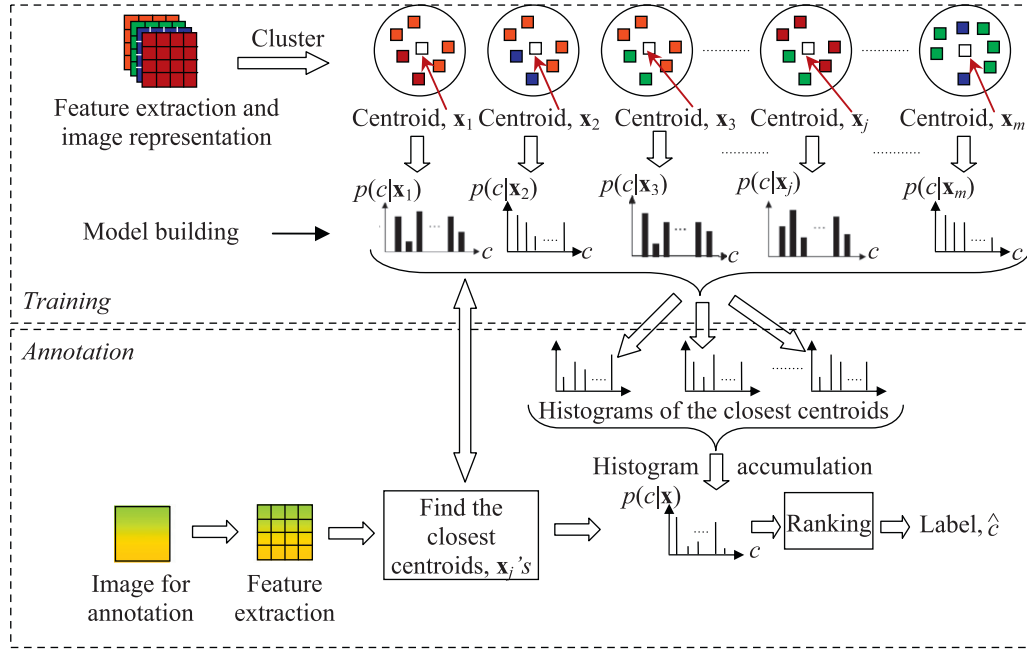 Cluster
Feature extraction and
image representation
Centroid, x₁
Centroid, x₂
Centroid, x₃
Centroid, xⱼ
Centroid, xₘ
p(c|x₁)
p(c|x₂)
p(c|x₃)
p(c|xⱼ)
p(c|xₘ)
Model building
c
c
c
c
c
Training
Annotation
Histograms of the closest centroids
Histogram accumulation
p(c|x)
c
Find the
closest
centroids, xⱼ's
Ranking
Label, ĉ
Image for
annotation
Feature
extraction